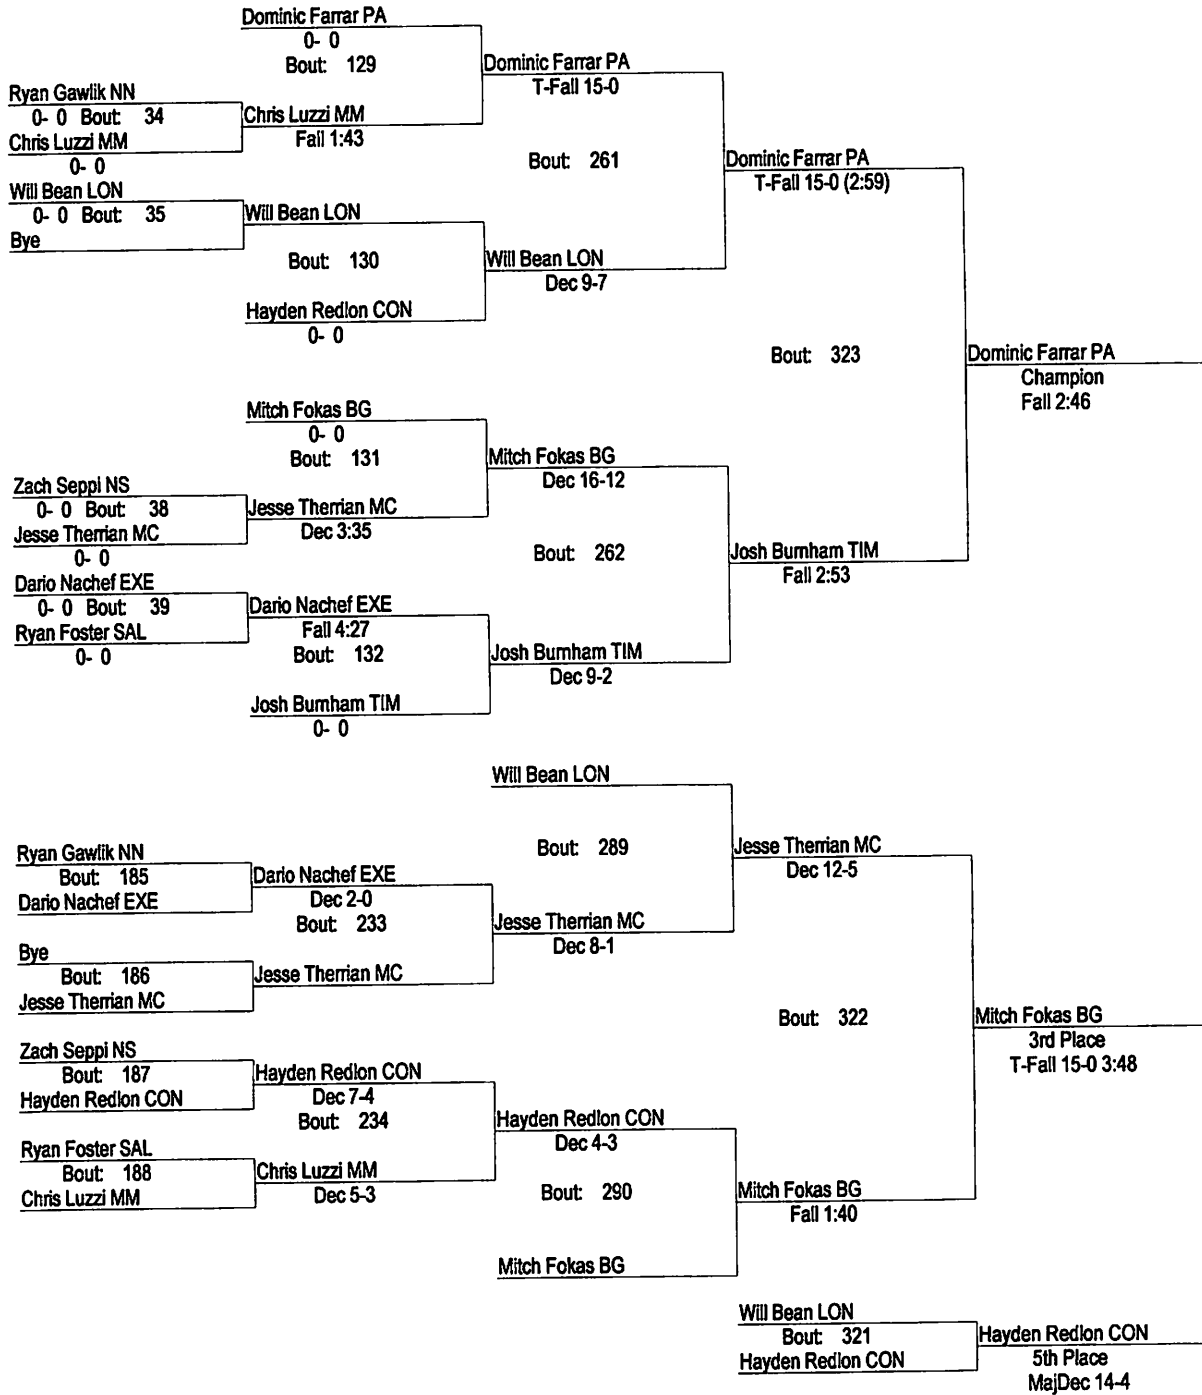 Dominic Farrar PA
0- 0
Bout: 129
Dominic Farrar PA
T-Fall 15-0
Ryan Gawlik NN
0- 0 Bout: 34
Chris Luzzi MM
0- 0
Chris Luzzi MM
Fall 1:43
Bout: 261
Dominic Farrar PA
T-Fall 15-0 (2:59)
Will Bean LON
0- 0 Bout: 35
Bye
Will Bean LON
Bout: 130
Will Bean LON
Dec 9-7
Hayden Redlon CON
0- 0
Bout: 323
Dominic Farrar PA
Champion
Fall 2:46
Mitch Fokas BG
0- 0
Bout: 131
Mitch Fokas BG
Dec 16-12
Zach Seppi NS
0- 0 Bout: 38
Jesse Therrian MC
0- 0
Jesse Therrian MC
Dec 3:35
Bout: 262
Josh Burnham TIM
Fall 2:53
Dario Nachef EXE
0- 0 Bout: 39
Ryan Foster SAL
0- 0
Dario Nachef EXE
Fall 4:27
Bout: 132
Josh Burnham TIM
Dec 9-2
Josh Burnham TIM
0- 0
Will Bean LON
Bout: 289
Jesse Therrian MC
Dec 12-5
Ryan Gawlik NN
Bout: 185
Dario Nachef EXE
Dario Nachef EXE
Dec 2-0
Bout: 233
Jesse Therrian MC
Dec 8-1
Bye
Bout: 186
Jesse Therrian MC
Jesse Therrian MC
Bout: 322
Mitch Fokas BG
3rd Place
T-Fall 15-0 3:48
Zach Seppi NS
Bout: 187
Hayden Redlon CON
Hayden Redlon CON
Dec 7-4
Bout: 234
Hayden Redlon CON
Dec 4-3
Ryan Foster SAL
Bout: 188
Chris Luzzi MM
Chris Luzzi MM
Dec 5-3
Bout: 290
Mitch Fokas BG
Fall 1:40
Mitch Fokas BG
Will Bean LON
Bout: 321
Hayden Redlon CON
Hayden Redlon CON
5th Place
MajDec 14-4